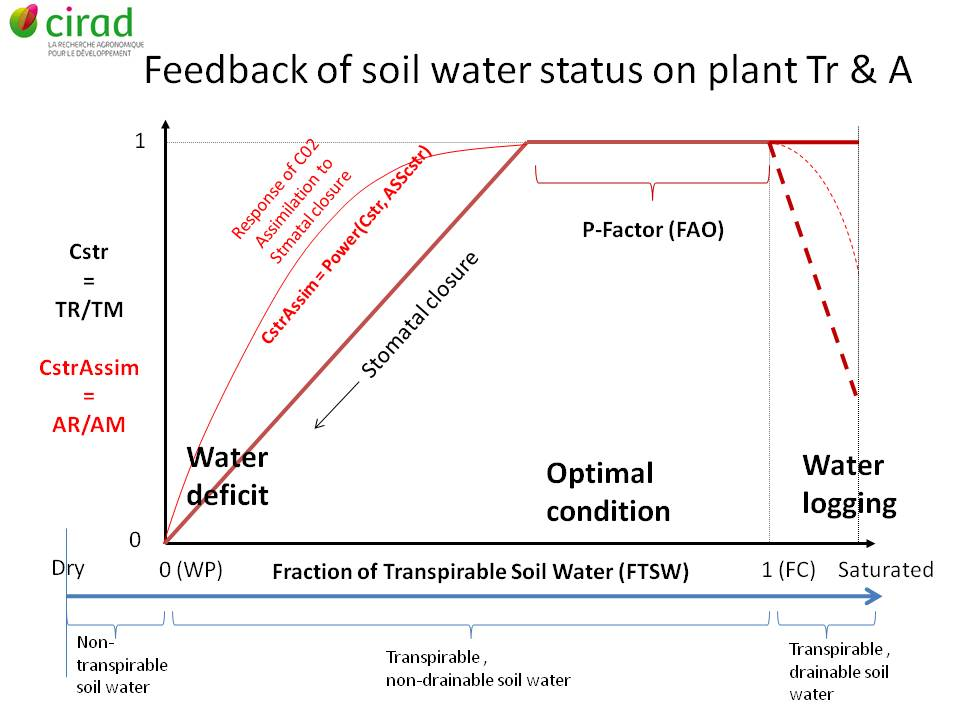 cirad
LA RECHERCHE AGRONOMIQUE
POUR LE DÉVELOPPEMENT
Feedback of soil water status on plant Tr & A
1
Response of C02
Assimilation to
Stmatal closure
CstrAssim = Power(Cstr, ASScstr)
P-Factor (FAO)
Cstr
=
TR/TM
CstrAssim
=
AR/AM
Stomatal closure
Water
deficit
Optimal
condition
Water
logging
0
Dry
0 (WP)
Fraction of Transpirable Soil Water (FTSW)
1 (FC)
Saturated
Non-
transpirable
soil water
Transpirable ,
non-drainable soil water
Transpirable ,
drainable soil
water